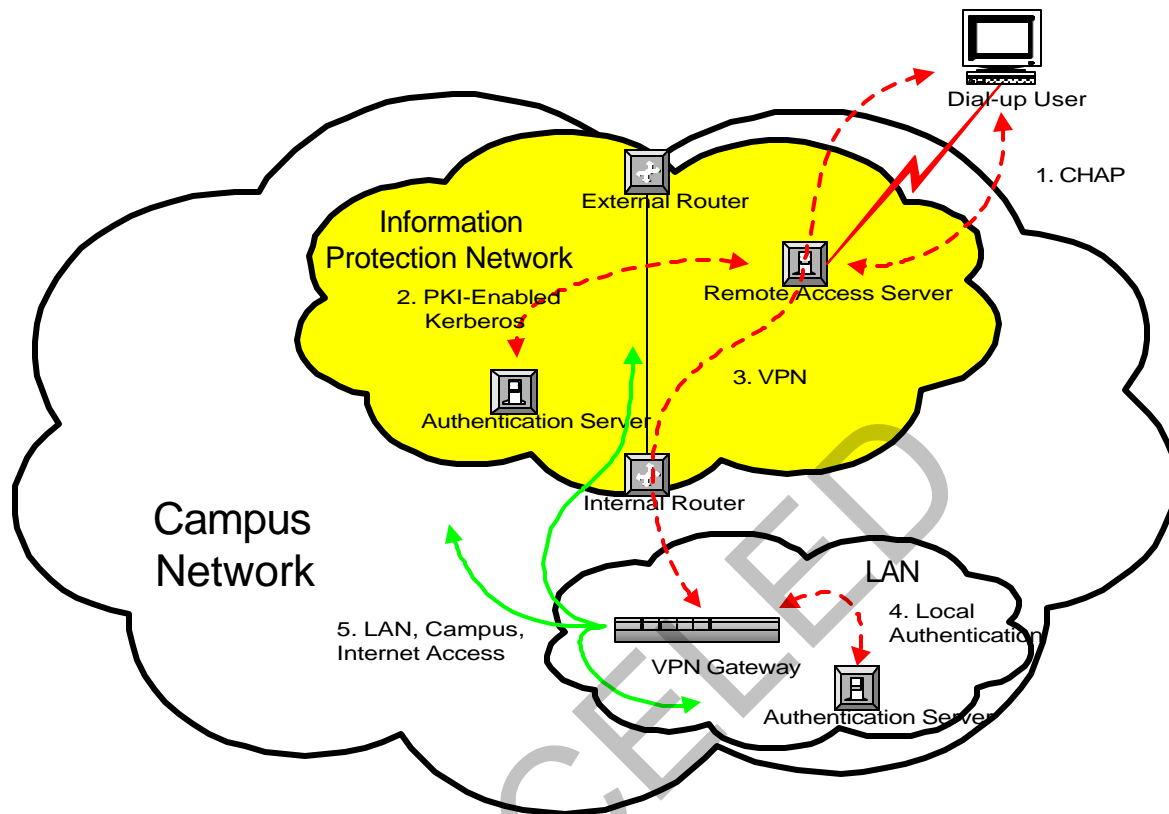 Dial-up User
1. CHAP
External Router
Information
Protection Network
Remote Access Server
2. PKI-Enabled
Kerberos
3. VPN
Authentication Server
Internal Router
Campus
Network
LAN
4. Local
Authentication
5. LAN, Campus,
Internet Access
VPN Gateway
Authentication Server
CELED